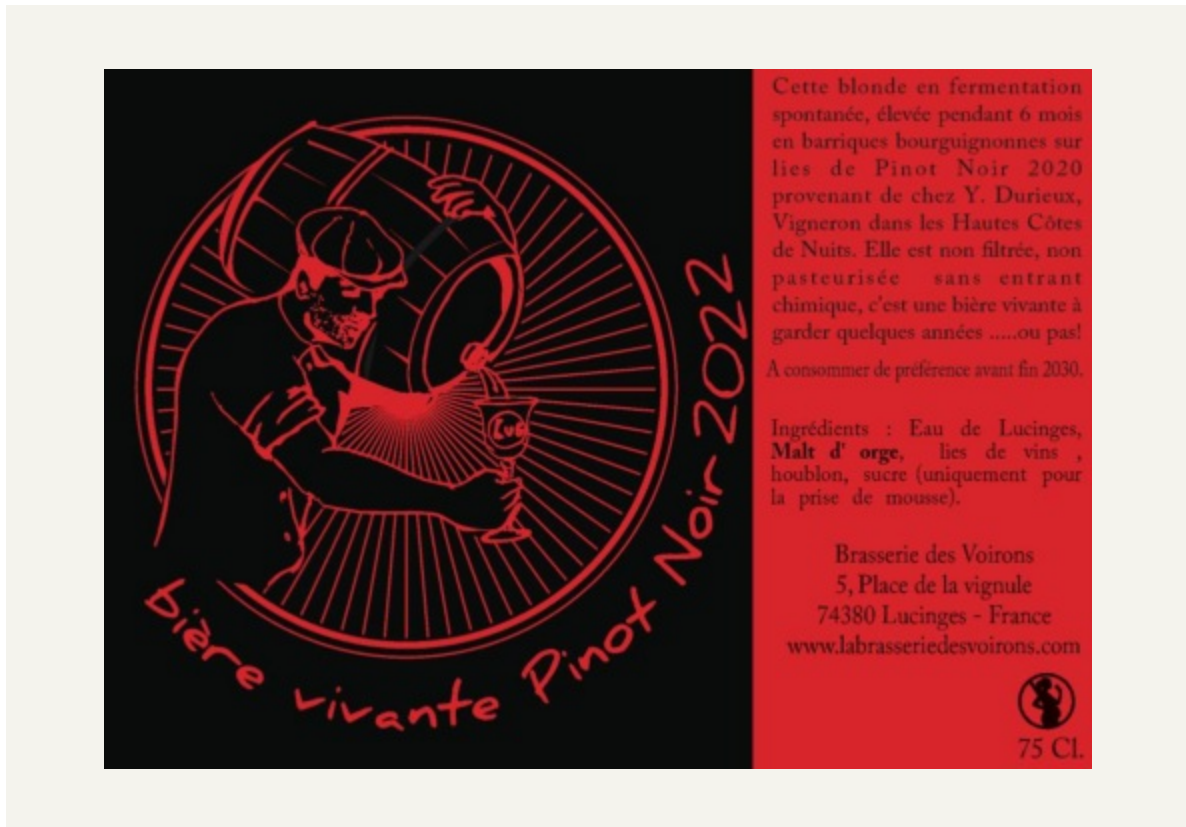 bière vivante Pinot Noir 2022
Cette blonde en fermentation
spontanée, élevée pendant 6 mois
en barriques bourguignonnes sur
lies de Pinot Noir 2020
provenant de chez Y. Durieux,
Vigneron dans les Hautes Côtes
de Nuits. Elle est non filtrée, non
pasteurisée sans entrant
chimique, c'est une bière vivante à
garder quelques années .....ou pas!
A consommer de préférence avant fin 2030.
Ingrédients : Eau de Lucinges,
Malt d' orge, lies de vins ,
houblon, sucre (uniquement pour
la prise de mousse).
Brasserie des Voirons
5, Place de la vignule
74380 Lucinges - France
www.labrasseriedesvoirons.com
75 Cl.